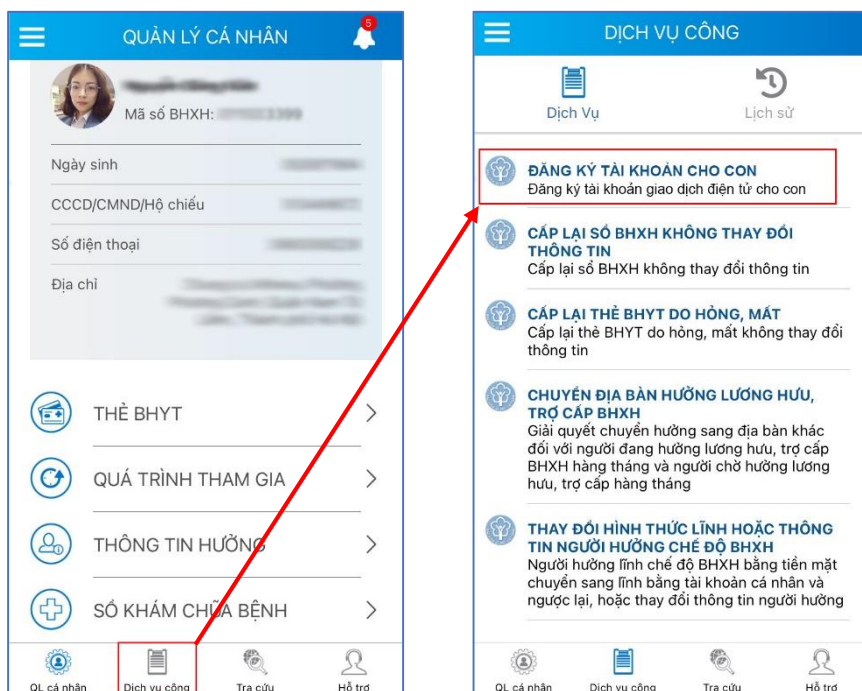 QUẢN LÝ CÁ NHÂN
5
Mã số BHXH:
Ngày sinh
CCCD/CMND/Hộ chiếu
Số điện thoại
Địa chỉ
THẺ BHYT
QUÁ TRÌNH THAM GIA
THÔNG TIN HƯỞNG
SỔ KHÁM CHỮA BỆNH
QL cá nhân
Dịch vụ công
Tra cứu
Hỗ trợ
DỊCH VỤ CÔNG
Dịch Vụ
Lịch sử
ĐĂNG KÝ TÀI KHOẢN CHO CON
Đăng ký tài khoản giao dịch điện tử cho con
CẤP LẠI SỔ BHXH KHÔNG THAY ĐỔI
THÔNG TIN
Cấp lại sổ BHXH không thay đổi thông tin
CẤP LẠI THẺ BHYT DO HỎNG, MẤT
Cấp lại thẻ BHYT do hỏng, mất không thay đổi
thông tin
CHUYỂN ĐỊA BÀN HƯỞNG LƯƠNG HƯU,
TRỢ CẤP BHXH
Giải quyết chuyển hưởng sang địa bàn khác
đối với người đang hưởng lương hưu, trợ cấp
BHXH hàng tháng và người chờ hưởng lương
hưu, trợ cấp hàng tháng
THAY ĐỔI HÌNH THỨC LĨNH HOẶC THÔNG
TIN NGƯỜI HƯỞNG CHẾ ĐỘ BHXH
Người hưởng lĩnh chế độ BHXH bằng tiền mặt
chuyển sang lĩnh bằng tài khoản cá nhân và
ngược lại, hoặc thay đổi thông tin người hưởng
QL cá nhân
Dịch vụ công
Tra cứu
Hỗ trợ